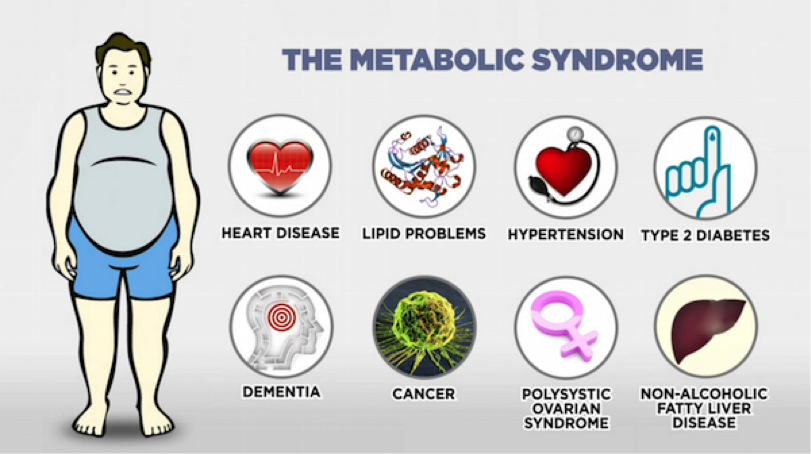 THE METABOLIC SYNDROME
HEART DISEASE
LIPID PROBLEMS
HYPERTENSION
TYPE 2 DIABETES
DEMENTIA
CANCER
POLYSYSTIC
OVARIAN
SYNDROME
NON-ALCOHOLIC
FATTY LIVER
DISEASE